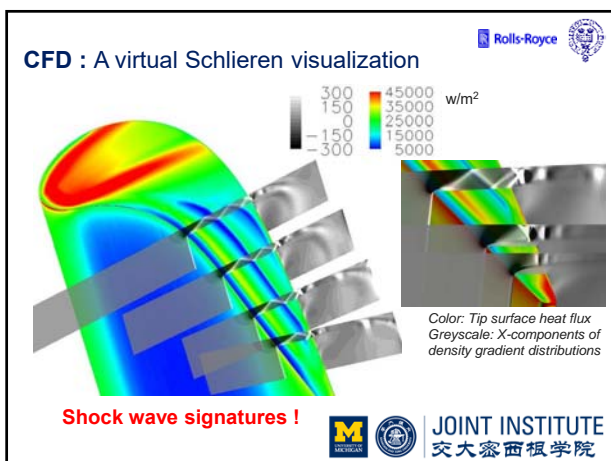 Rolls-Royce
CFD : A virtual Schlieren visualization
300
150
0
-150
-300
45000
35000
25000
15000
5000
w/m²
Color: Tip surface heat flux
Greyscale: X-components of
density gradient distributions
Shock wave signatures !
M
UNIVERSITY OF
MICHIGAN
JOINT INSTITUTE
交大密西根学院